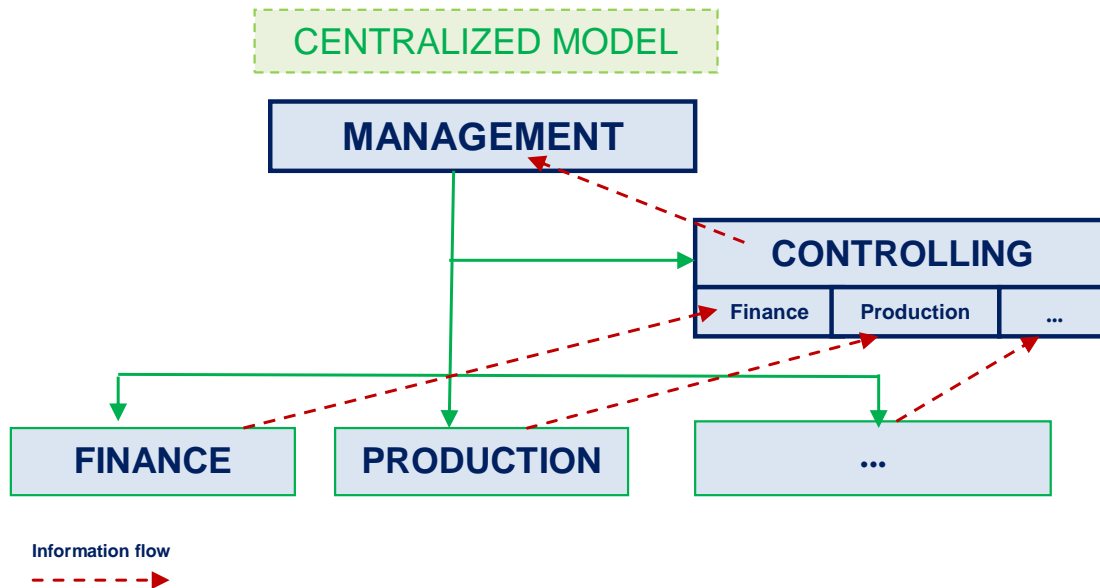 CENTRALIZED MODEL
MANAGEMENT
CONTROLLING
Finance
Production
...
FINANCE
PRODUCTION
...
Information flow